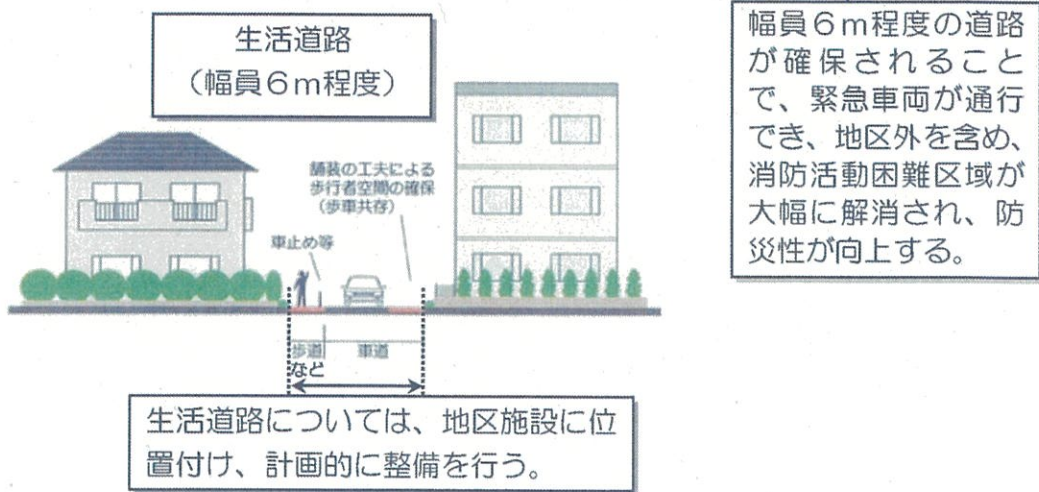 生活道路
（幅員６ｍ程度）
舗装の工夫による
歩行者空間の確保
（歩車共存）
車止め等
歩道
など
車道
生活道路については、地区施設に位
置付け、計画的に整備を行う。
幅員６ｍ程度の道路
が確保されること
で、緊急車両が通行
でき、地区外を含め、
消防活動困難区域が
大幅に解消され、防
災性が向上する。